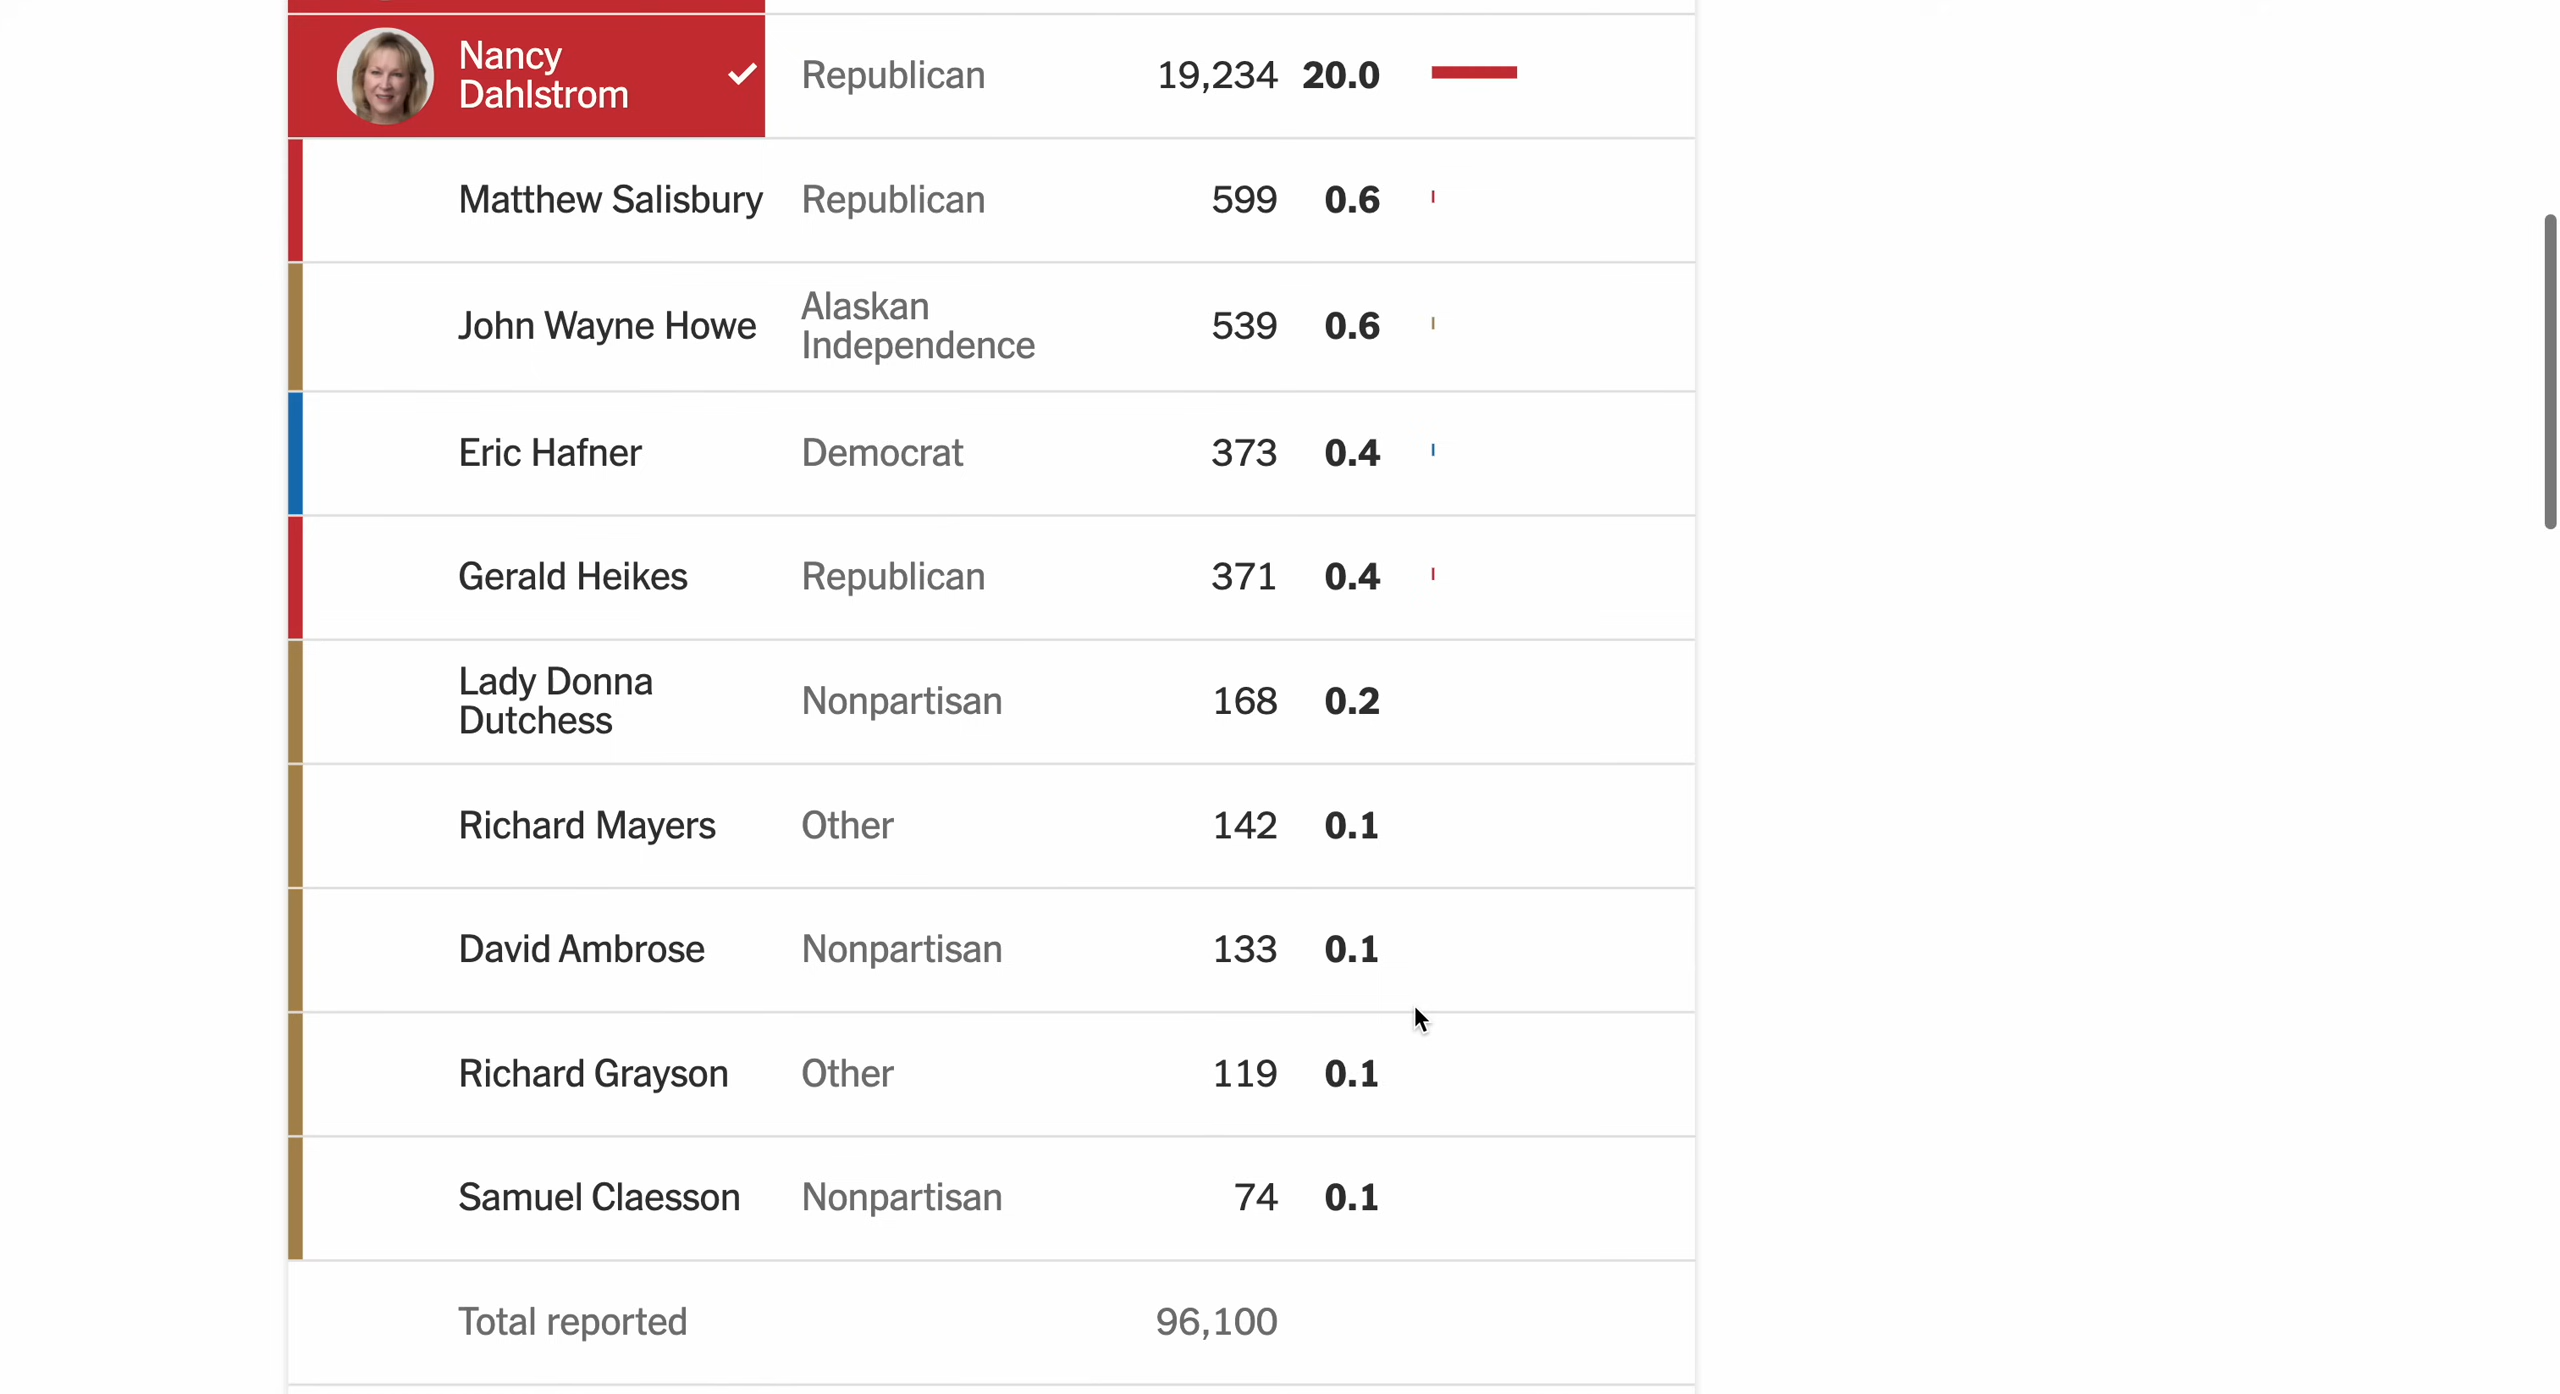 Nancy
Dahlstrom
Republican 19,234 20.0
Matthew Salisbury Republican 599 0.6
John Wayne Howe
Alaskan
Independence
539 0.6
Eric Hafner Democrat 373 0.4
Gerald Heikes Republican 371 0.4
Lady Donna
Dutchess
Nonpartisan 168 0.2
Richard Mayers Other 142 0.1
David Ambrose Nonpartisan 133 0.1
Richard Grayson Other 119 0.1
Samuel Claesson Nonpartisan 74 0.1
Total reported 96,100